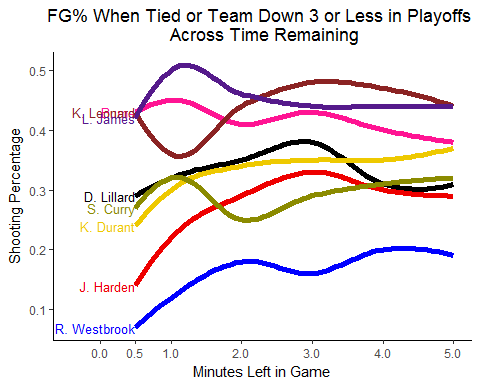 FG% When Tied or Team Down 3 or Less in Playoffs
Across Time Remaining
Shooting Percentage
0.5
0.4
0.3
0.2
0.1
L. James
D. Lillard
S. Curry
K. Durant
J. Harden
R. Westbrook
0.0 0.5 1.0 2.0 3.0 4.0 5.0
Minutes Left in Game